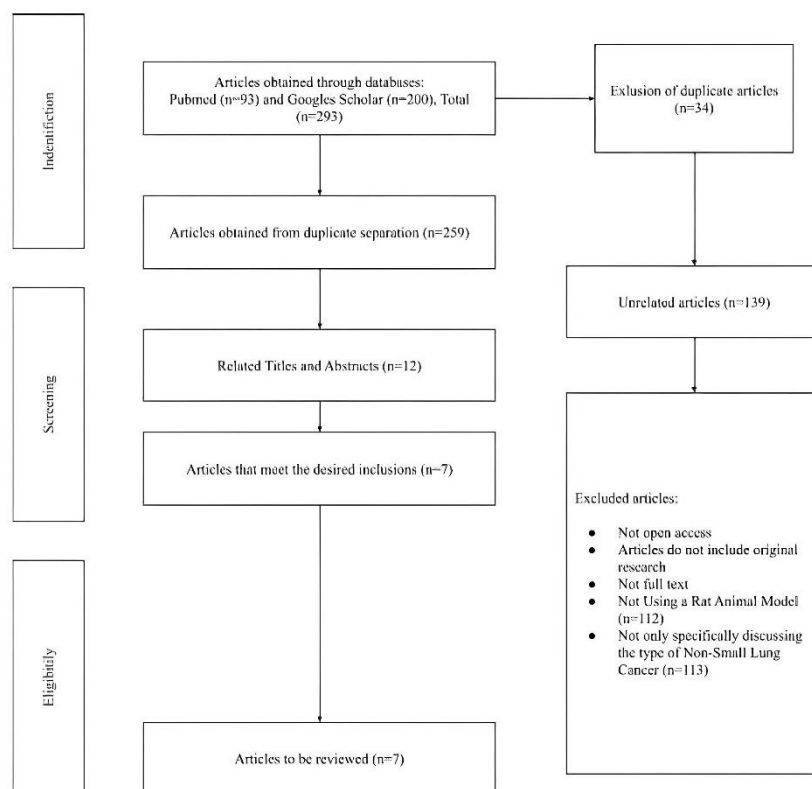 Indentifiction
Articles obtained through databases:
Pubmed (n=93) and Googles Scholar (n=200), Total
(n=293)
Exlusion of duplicate articles
(n=34)
Articles obtained from duplicate separation (n=259)
Unrelated articles (n=139)
Screening
Related Titles and Abstracts (n=12)
Articles that meet the desired inclusions (n=7)
Excluded articles:
● Not open access
● Articles do not include original
research
● Not full text
● Not Using a Rat Animal Model
(n=112)
● Not only specifically discussing
the type of Non-Small Lung
Cancer (n=113)
Eligibitily
Articles to be reviewed (n=7)